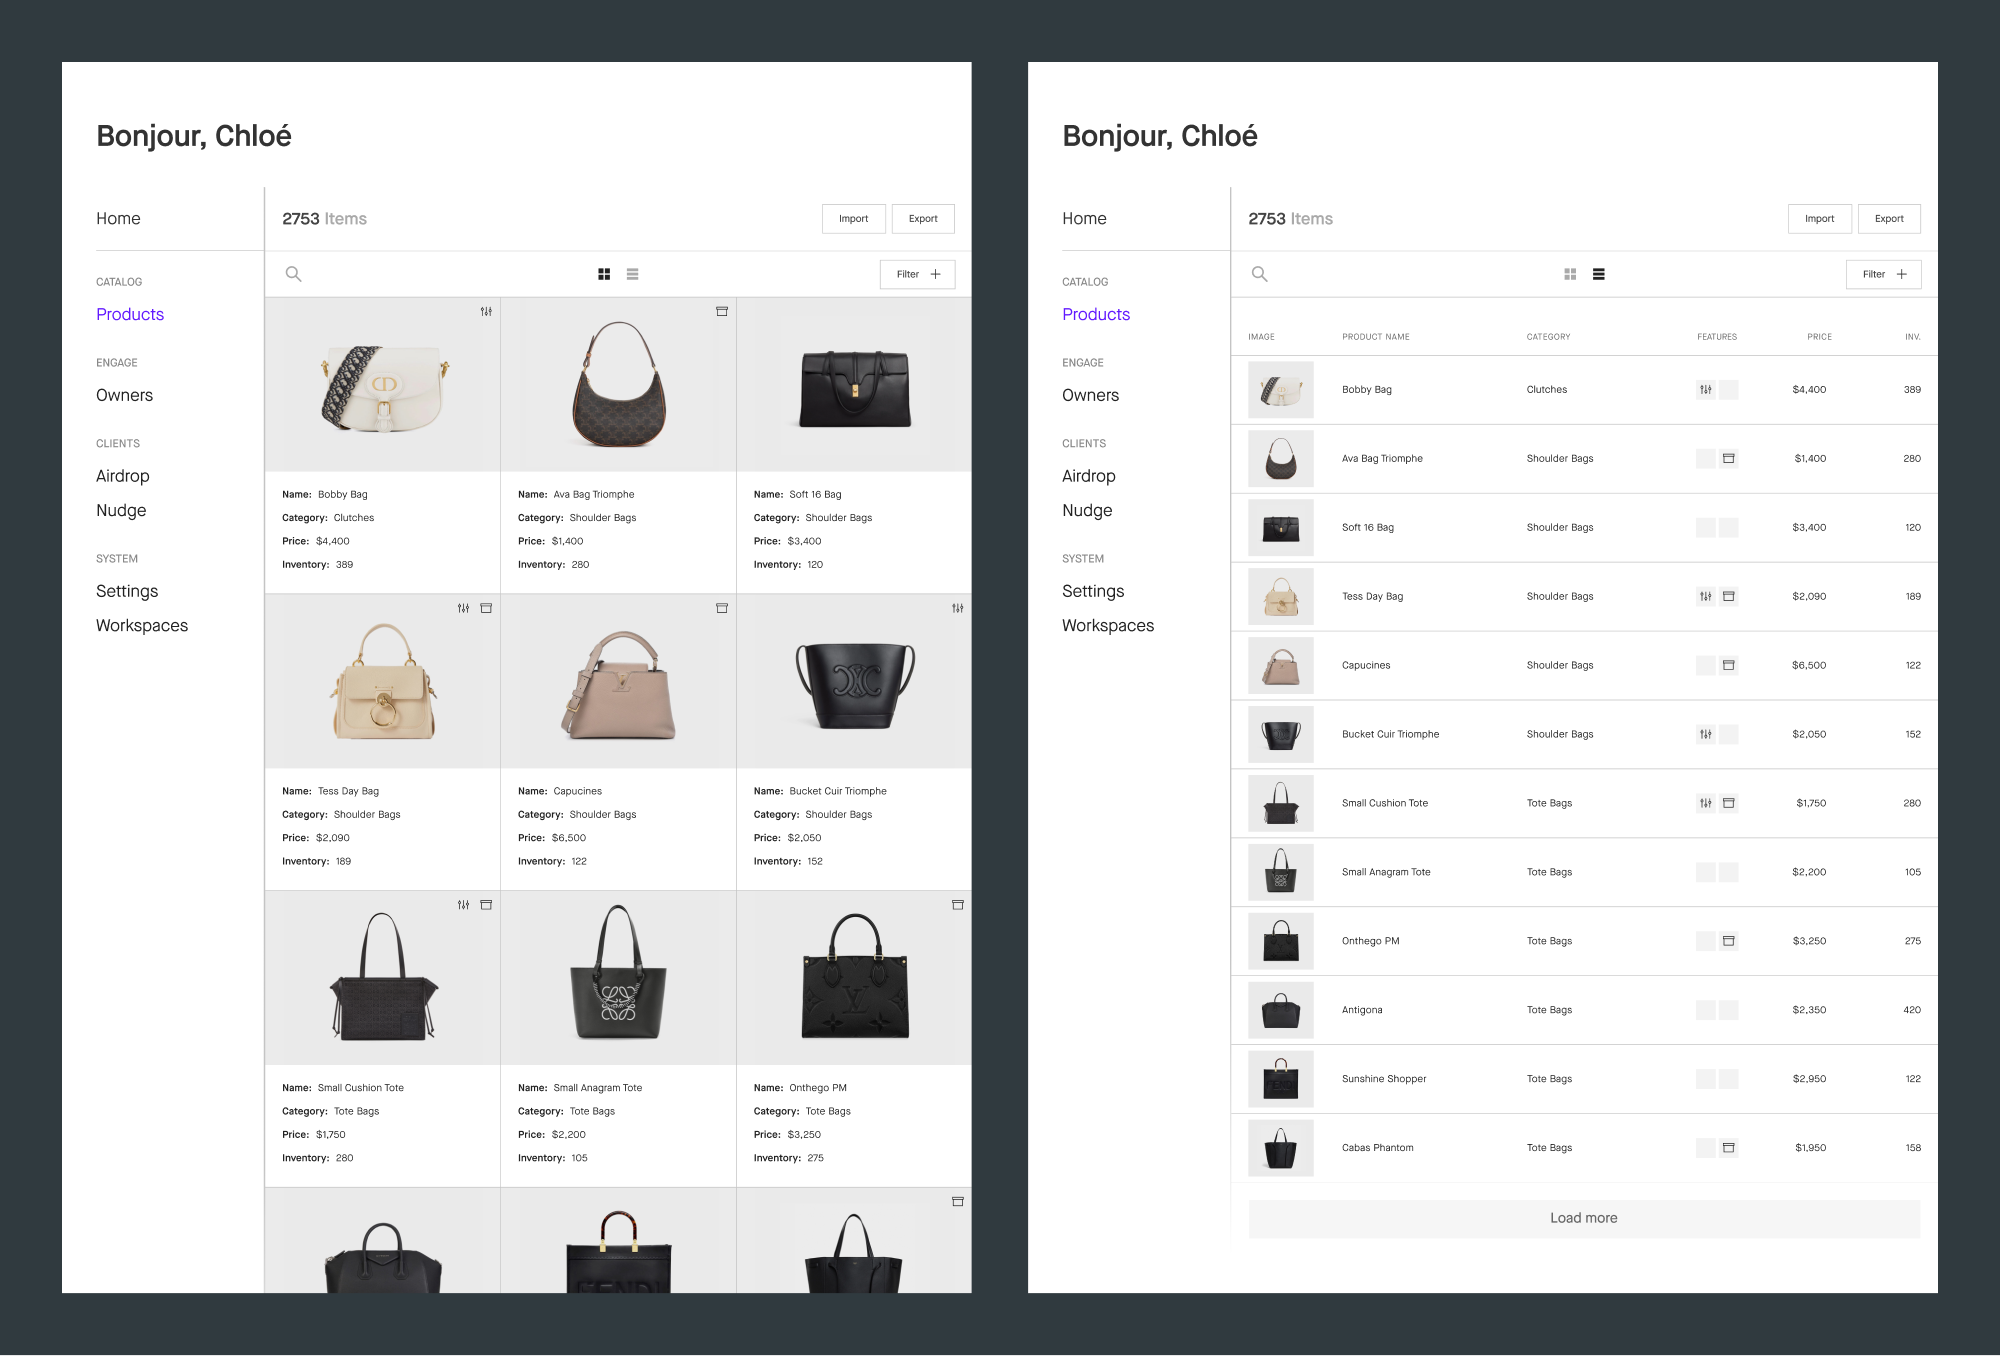 Bonjour, Chloé
Home
CATALOG
Products
ENGAGE
Owners
CLIENTS
Airdrop
Nudge
SYSTEM
Settings
Workspaces
2753 Items
Import
Export
Filter
Name: Bobby Bag
Category: Clutches
Price: $4,400
Inventory: 389
Name: Ava Bag Triomphe
Category: Shoulder Bags
Price: $1,400
Inventory: 280
Name: Soft 16 Bag
Category: Shoulder Bags
Price: $3,400
Inventory: 120
Name: Tess Day Bag
Category: Shoulder Bags
Price: $2,090
Inventory: 189
Name: Capucines
Category: Shoulder Bags
Price: $6,500
Inventory: 122
Name: Bucket Cuir Triomphe
Category: Shoulder Bags
Price: $2,050
Inventory: 152
Name: Small Cushion Tote
Category: Tote Bags
Price: $1,750
Inventory: 280
Name: Small Anagram Tote
Category: Tote Bags
Price: $2,200
Inventory: 105
Name: Onthego PM
Category: Tote Bags
Price: $3,250
Inventory: 275
FENDI
Bonjour, Chloé
Home
CATALOG
Products
ENGAGE
Owners
CLIENTS
Airdrop
Nudge
SYSTEM
Settings
Workspaces
2753 Items
Import
Export
Filter
IMAGE PRODUCT NAME CATEGORY FEATURES PRICE INV.
Bobby Bag Clutches $4,400 389
Ava Bag Triomphe Shoulder Bags $1,400 280
Soft 16 Bag Shoulder Bags $3,400 120
Tess Day Bag Shoulder Bags $2,090 189
Capucines Shoulder Bags $6,500 122
Bucket Cuir Triomphe Shoulder Bags $2,050 152
Small Cushion Tote Tote Bags $1,750 280
Small Anagram Tote Tote Bags $2,200 105
Onthego PM Tote Bags $3,250 275
Antigona Tote Bags $2,350 420
Sunshine Shopper Tote Bags $2,950 122
Cabas Phantom Tote Bags $1,950 158
Load more